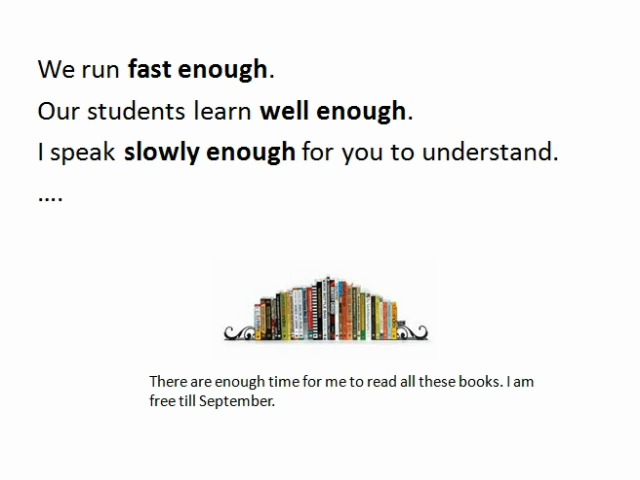 We run fast enough.
Our students learn well enough.
I speak slowly enough for you to understand.
....
There are enough time for me to read all these books. I am
free till September.